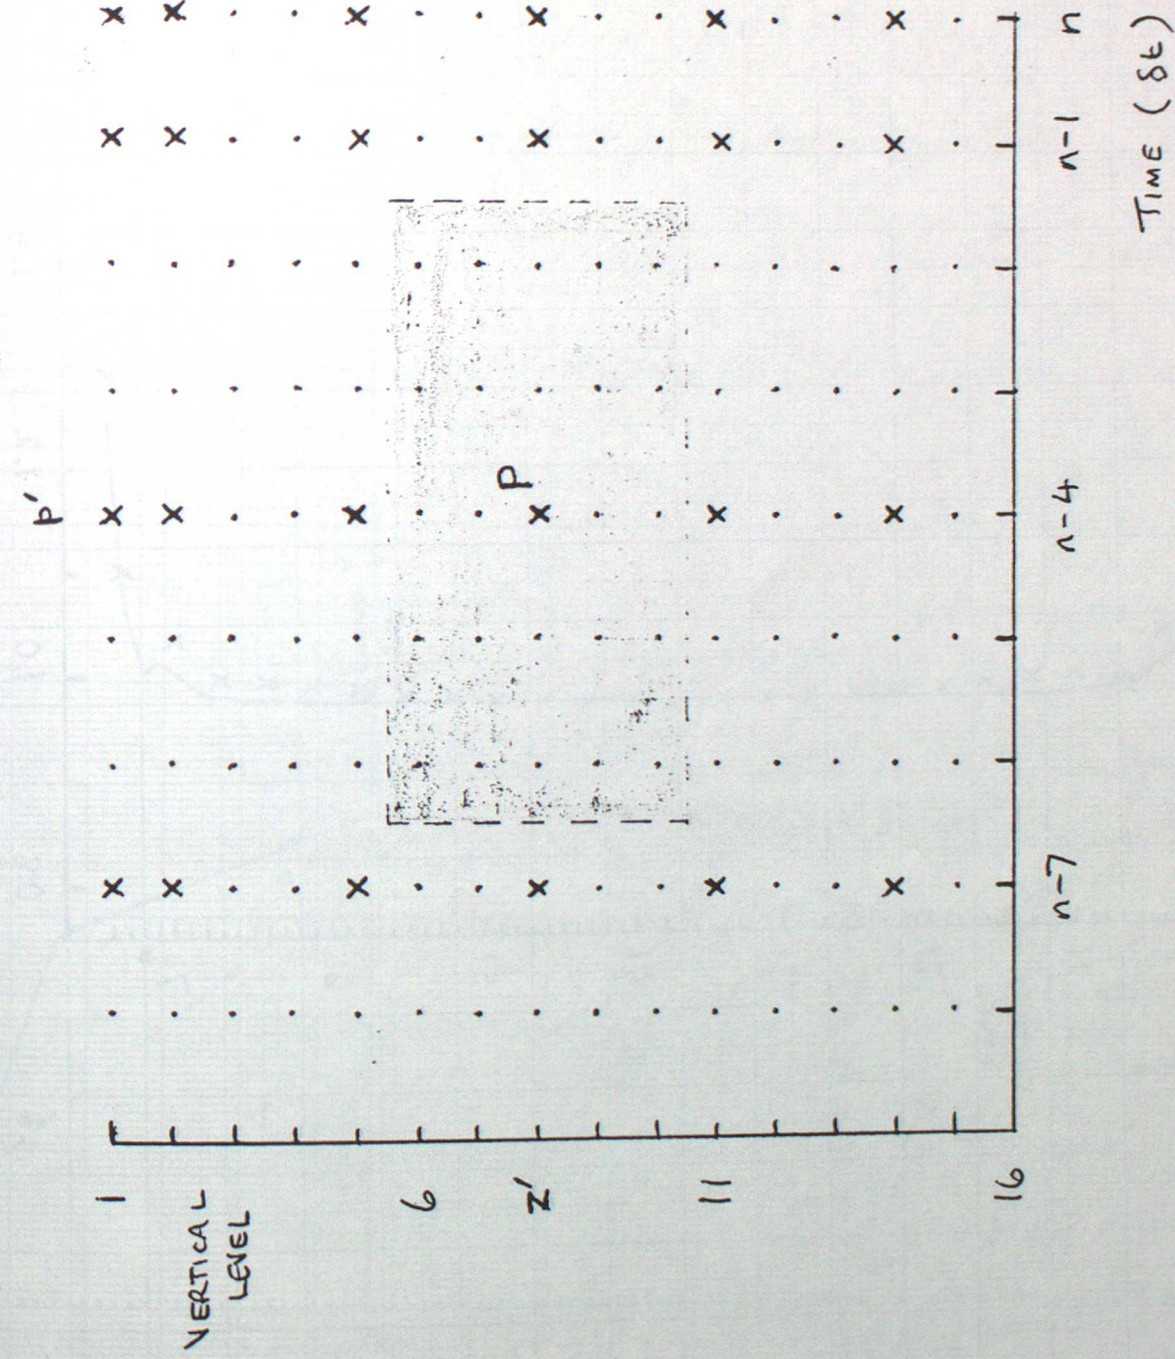 p'
1
VERTICAL
LEVEL
6
z'
11
16
P
n-7
n-4
n-1
n
TIME (δt)